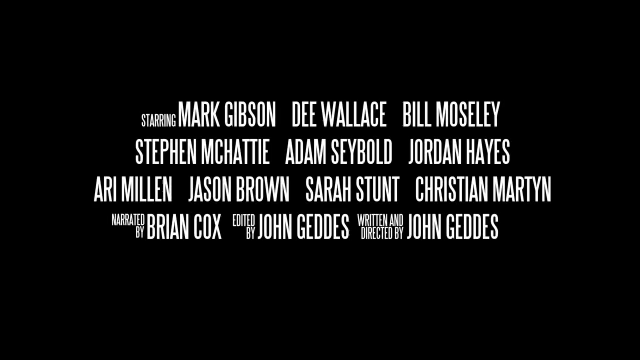 STARRING MARK GIBSON DEE WALLACE BILL MOSELEY
STEPHEN MCHATTIE ADAM SEYBOLD JORDAN HAYES
ARI MILLEN JASON BROWN SARAH STUNT CHRISTIAN MARTYN
NARRATED BY BRIAN COX EDITED BY JOHN GEDDES WRITTEN AND DIRECTED BY JOHN GEDDES